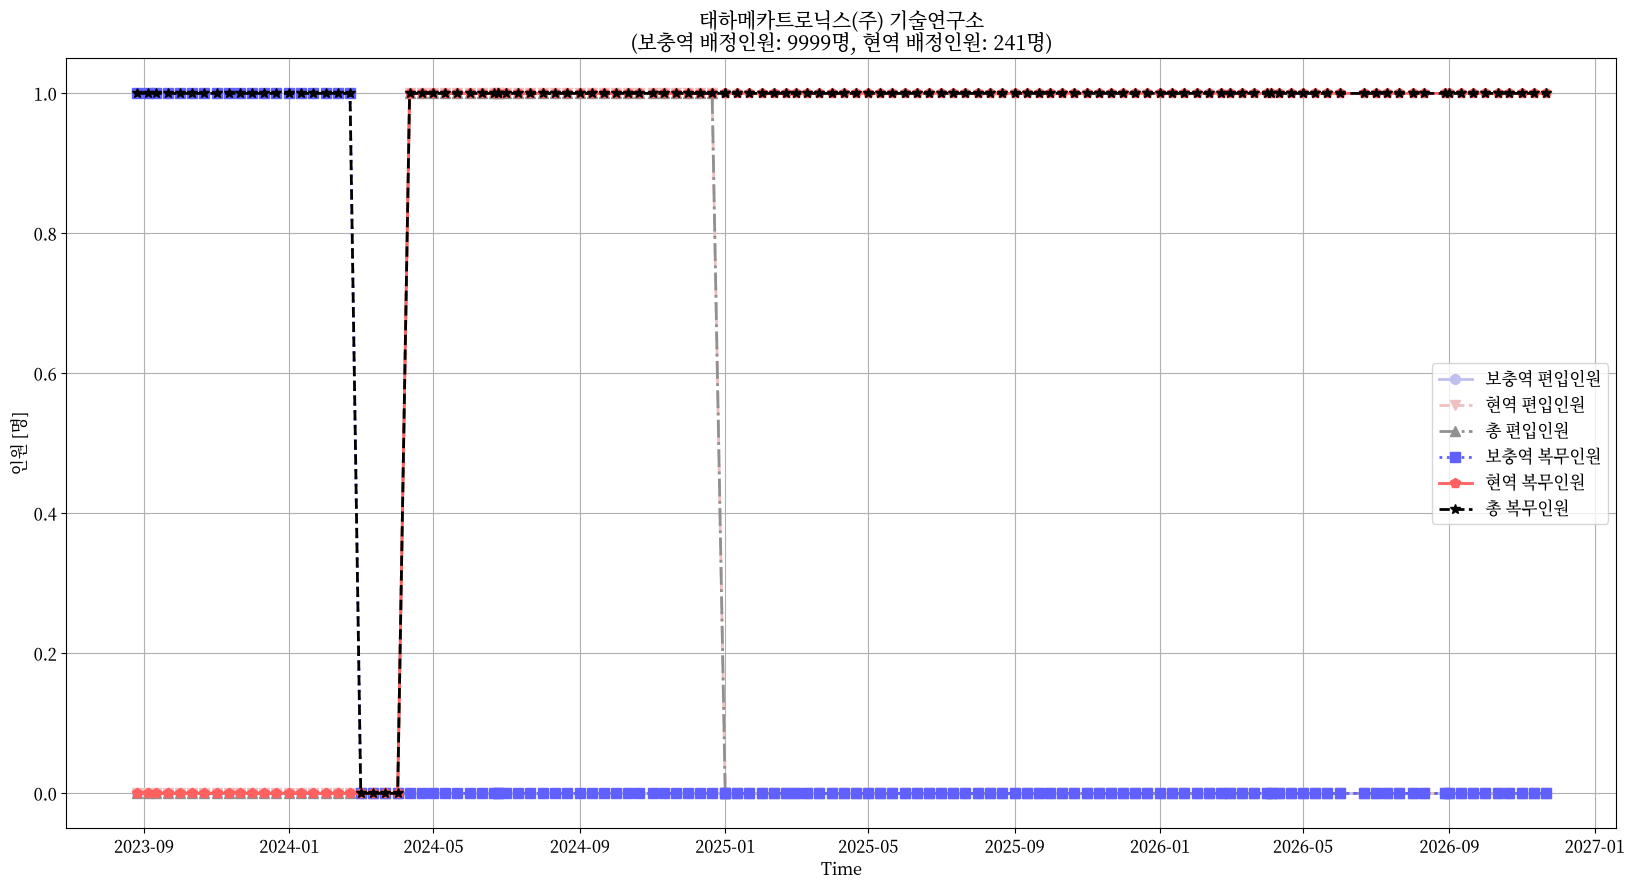 태하메카트로닉스(주) 기술연구소
(보충역 배정인원: 9999명, 현역 배정인원: 241명)
인원 [명]
1.0
0.8
0.6
0.4
0.2
0.0
보충역 편입인원
현역 편입인원
총 편입인원
보충역 복무인원
현역 복무인원
총 복무인원
2023-09 2024-01 2024-05 2024-09 2025-01 2025-05 2025-09 2026-01 2026-05 2026-09 2027-01
Time